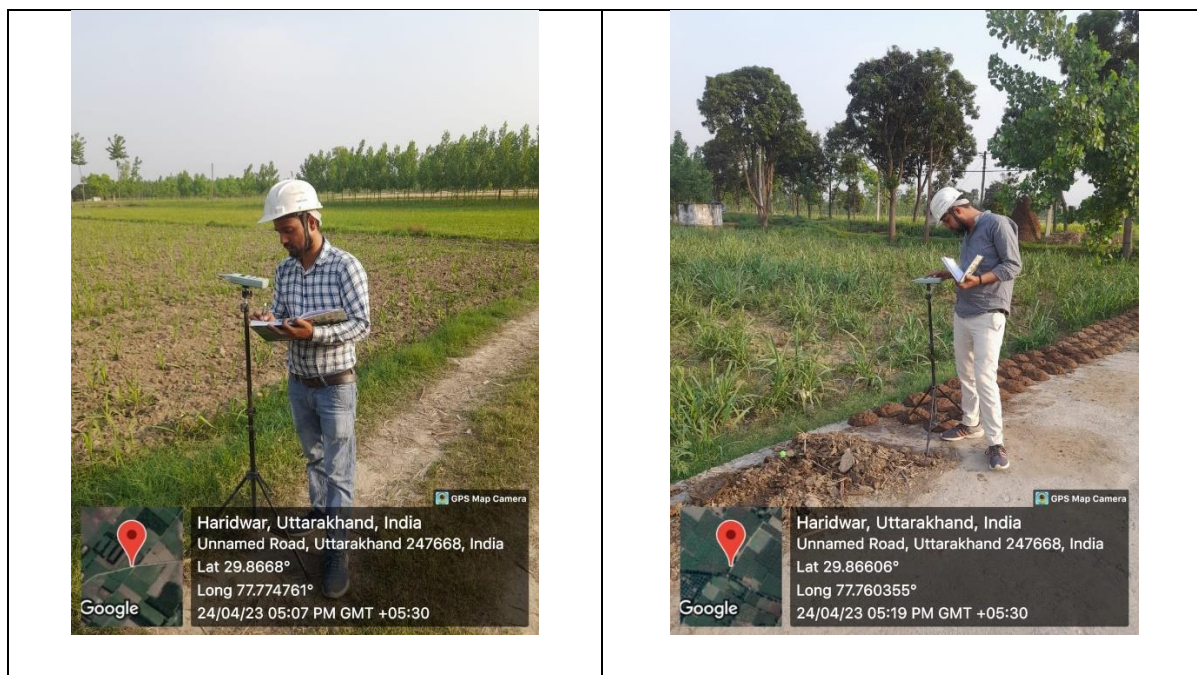 GPS Map Camera
Haridwar, Uttarakhand, India
Unnamed Road, Uttarakhand 247668, India
Lat 29.8668°
Long 77.774761°
24/04/23 05:07 PM GMT +05:30
Google
GPS Map Camera
Haridwar, Uttarakhand, India
Unnamed Road, Uttarakhand 247668, India
Lat 29.86606°
Long 77.760355°
24/04/23 05:19 PM GMT +05:30
Google